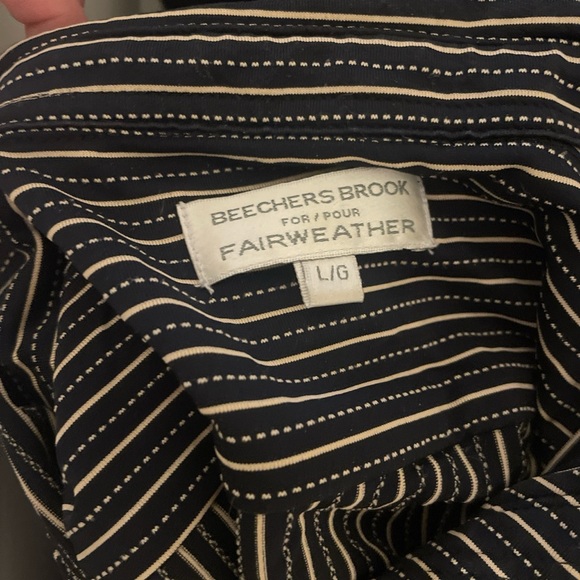 BEECHERS BROOK
FOR / POUR
FAIRWEATHER
L/G